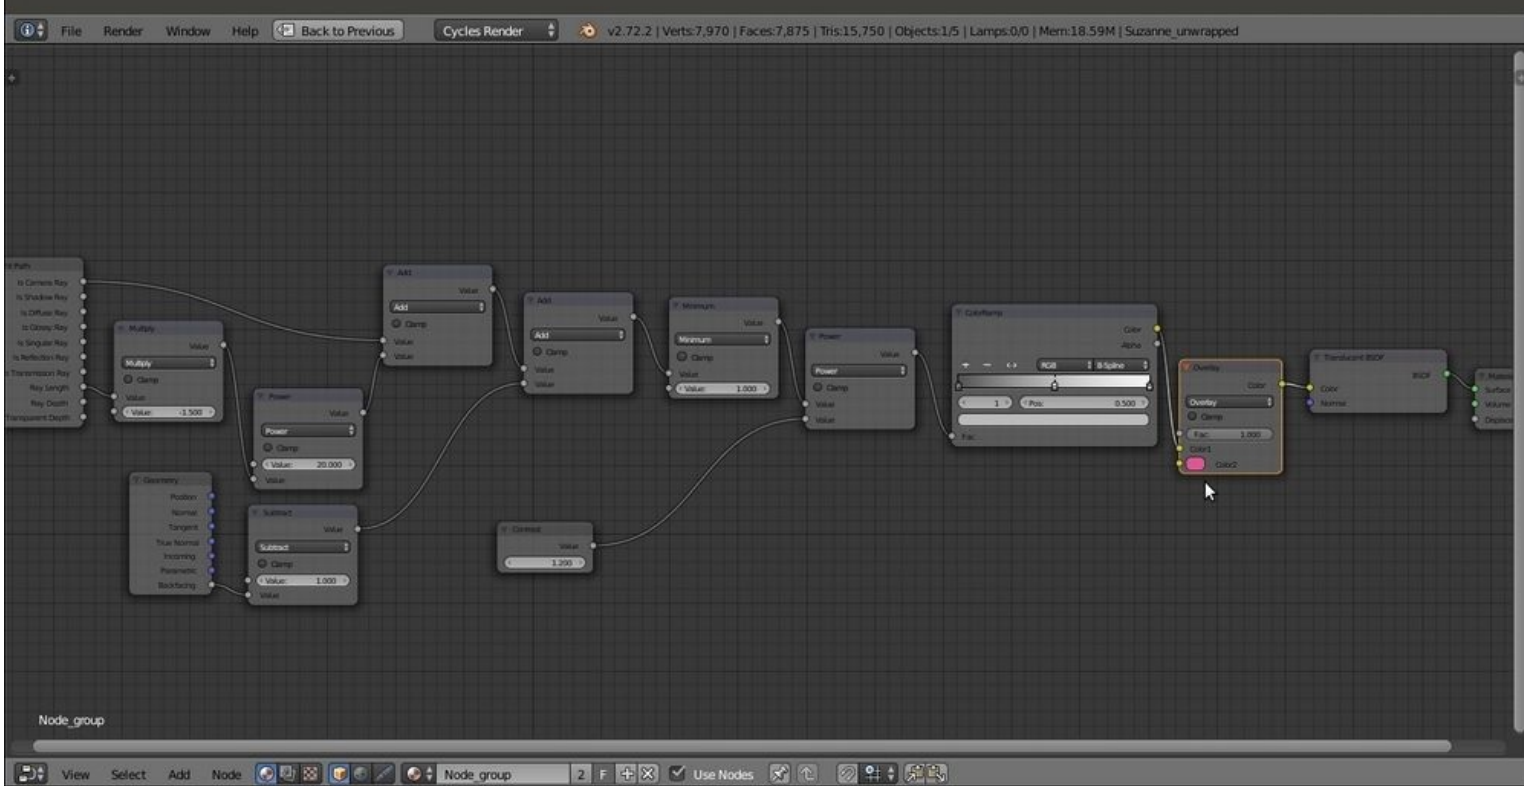 File Render Window Help Back to Previous Cycles Render v2.72.2 | Verts:7,970 | Faces:7,875 | Tris:15,750 | Objects:1/5 | Lamps:0/0 | Mem:18.59M | Suzanne_unwrapped
Path
Is Camera Ray
Is Shadow Ray
Is Diffuse Ray
Is Glossy Ray
Is Singular Ray
Is Reflection Ray
Is Transmission Ray
Ray Length
Ray Depth
Transparent Depth
Multiply
Value
Multiply
Clamp
Value
Value: -1.500
Geometry
Position
Normal
Tangent
True Normal
Incoming
Parametric
Backfacing
Power
Value
Power
Clamp
Value: 20.000
Value
Subtract
Value
Subtract
Clamp
Value: 1.000
Value
Add
Value
Add
Clamp
Value
Value
Add
Value
Add
Clamp
Value
Value
Contrast
Value
1.200
Minimum
Value
Minimum
Clamp
Value
Value: 1.000
Power
Value
Power
Clamp
Value
Value
ColorRamp
Color
Alpha
RGB B-Spline
1 Pos: 0.500
Fac
Overlay
Color
Overlay
Clamp
Fac: 1.000
Color1
Color2
Translucent BSDF
BSDF
Color
Normal
Surface
Volume
Node_group
View Select Add Node Node_group 2 F Use Nodes